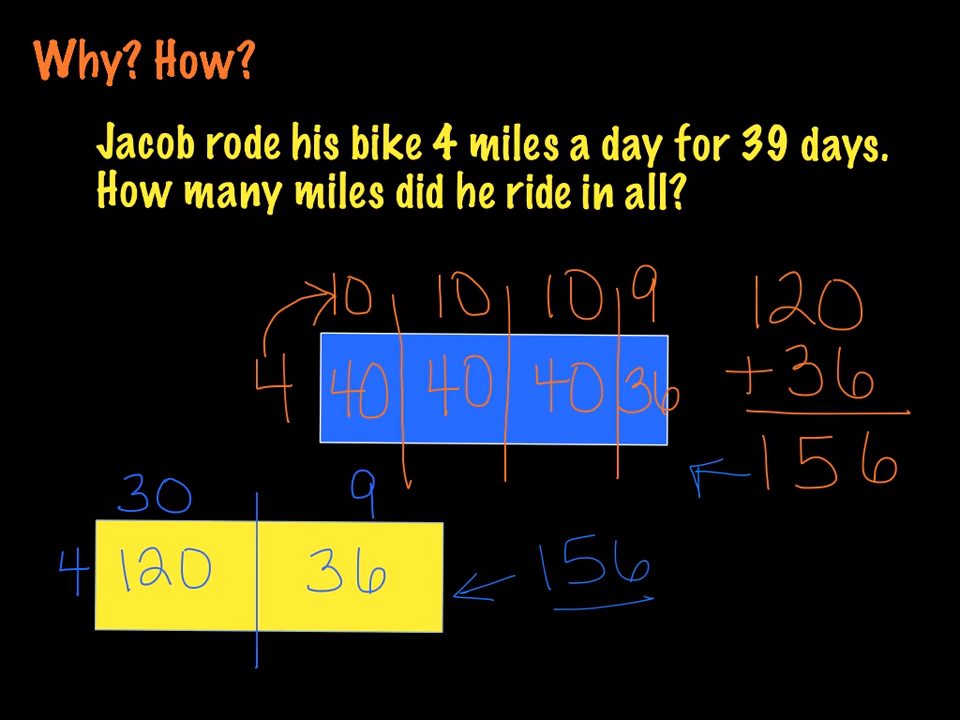 Why? How?
Jacob rode his bike 4 miles a day for 39 days.
How many miles did he ride in all?
10 10 10 9
4 40 40 40 36
120
+36
156
30 9
4 120 36
156